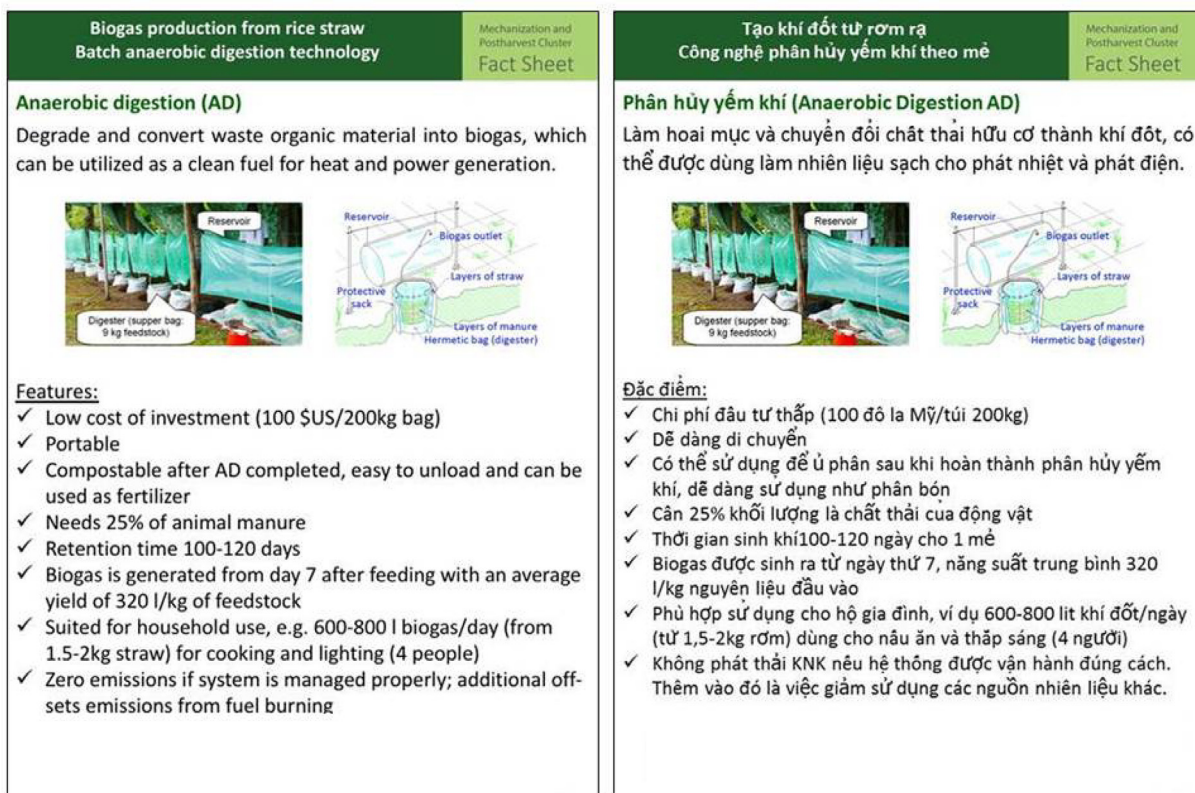 Biogas production from rice straw
Batch anaerobic digestion technology
Mechanization and
Postharvest Cluster
Fact Sheet
Anaerobic digestion (AD)
Degrade and convert waste organic material into biogas, which
can be utilized as a clean fuel for heat and power generation.
Reservoir
Digester (supper bag:
9 kg feedstock)
Reservoir
Biogas outlet
Layers of straw
Protective
sack
Layers of manure
Hermetic bag (digester)
Features:
✓ Low cost of investment (100 $US/200kg bag)
✓ Portable
✓ Compostable after AD completed, easy to unload and can be
used as fertilizer
✓ Needs 25% of animal manure
✓ Retention time 100-120 days
✓ Biogas is generated from day 7 after feeding with an average
yield of 320 l/kg of feedstock
✓ Suited for household use, e.g. 600-800 l biogas/day (from
1.5-2kg straw) for cooking and lighting (4 people)
✓ Zero emissions if system is managed properly; additional off-
sets emissions from fuel burning
Tạo khí đốt từ rơm rạ
Công nghệ phân hủy yếm khí theo mẻ
Mechanization and
Postharvest Cluster
Fact Sheet
Phân hủy yếm khí (Anaerobic Digestion AD)
Làm hoai mục và chuyển đổi chất thải hữu cơ thành khí đốt, có
thể được dùng làm nhiên liệu sạch cho phát nhiệt và phát điện.
Reservoir
Digester (supper bag:
9 kg feedstock)
Reservoir
Biogas outlet
Layers of straw
Protective
sack
Layers of manure
Hermetic bag (digester)
Đặc điểm:
✓ Chi phí đầu tư thấp (100 đô la Mỹ/túi 200kg)
✓ Dễ dàng di chuyển
✓ Có thể sử dụng để ủ phân sau khi hoàn thành phân hủy yếm
khí, dễ dàng sử dụng như phân bón
✓ Cần 25% khối lượng là chất thải của động vật
✓ Thời gian sinh khí100-120 ngày cho 1 mẻ
✓ Biogas được sinh ra từ ngày thứ 7, năng suất trung bình 320
l/kg nguyên liệu đầu vào
✓ Phù hợp sử dụng cho hộ gia đình, ví dụ 600-800 lit khí đốt/ngày
(từ 1,5-2kg rơm) dùng cho nấu ăn và thắp sáng (4 người)
✓ Không phát thải KNK nếu hệ thống được vận hành đúng cách.
Thêm vào đó là việc giảm sử dụng các nguồn nhiên liệu khác.